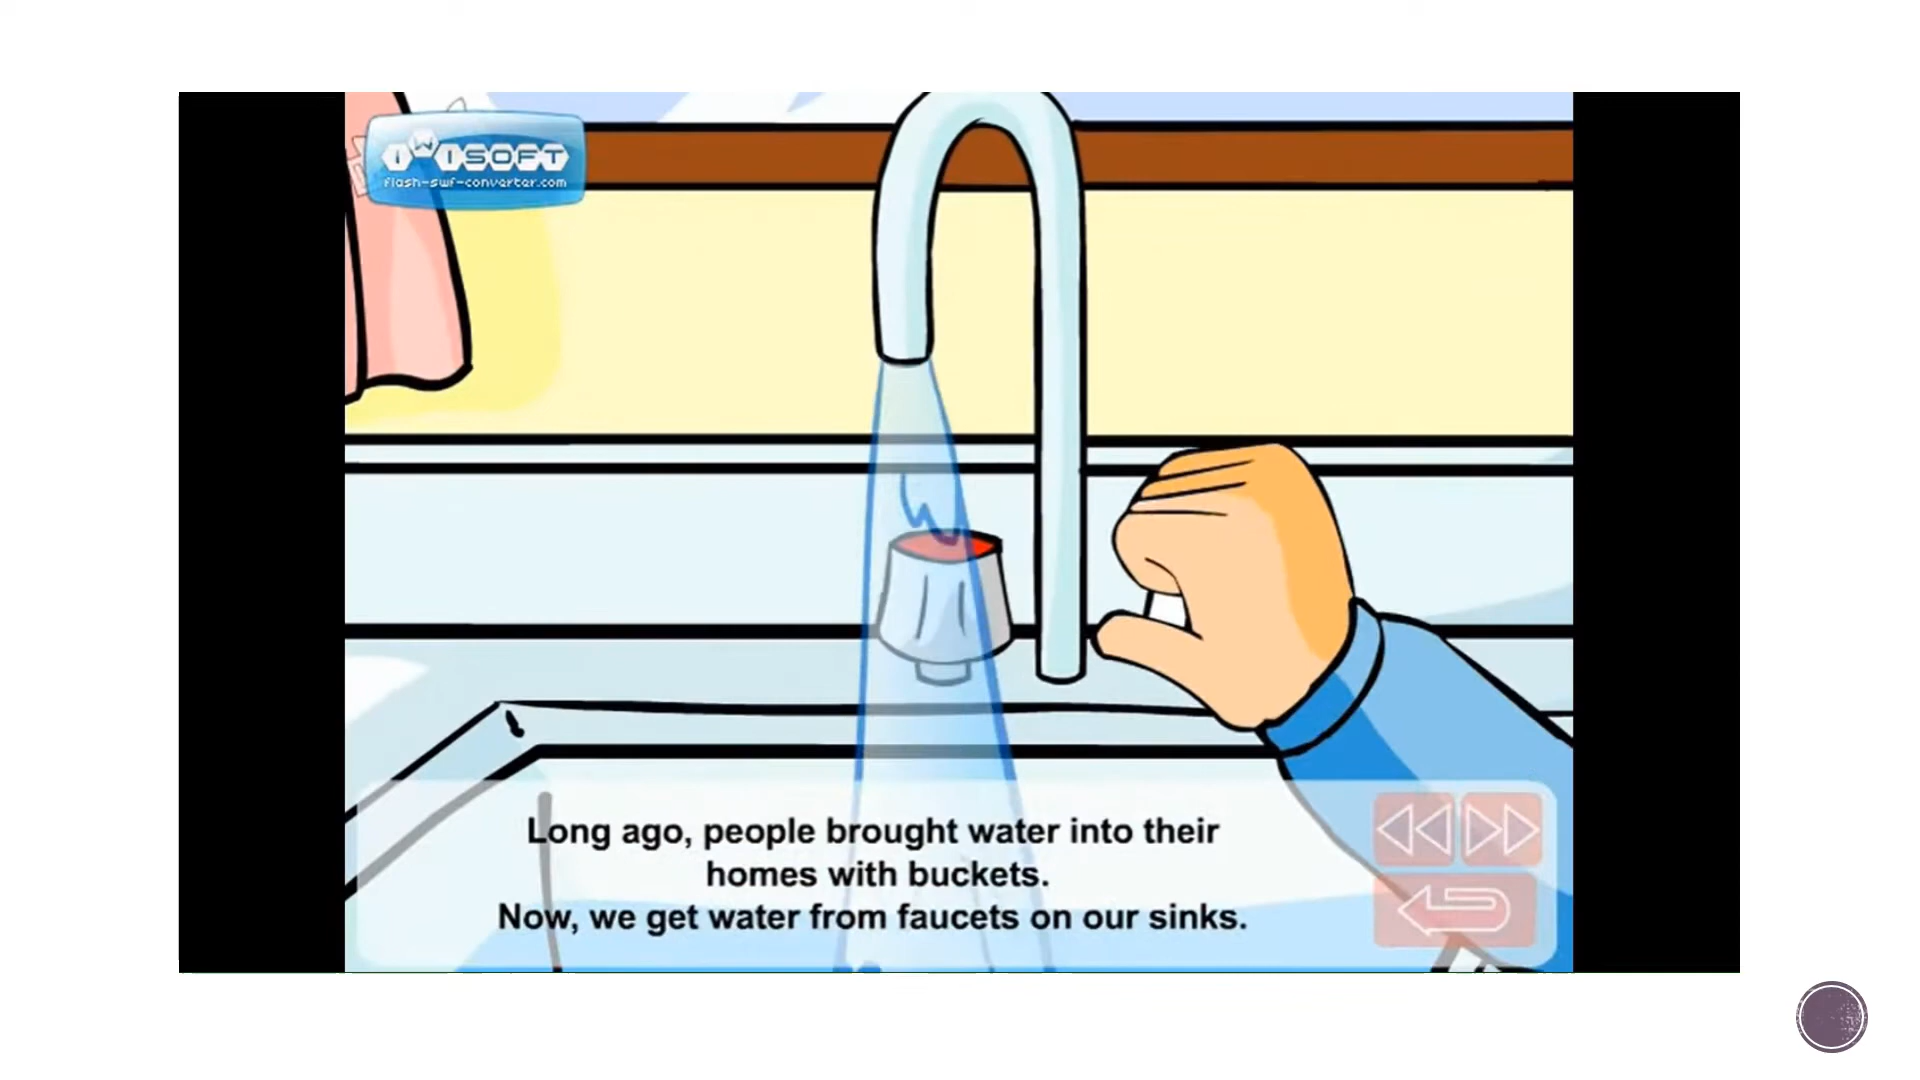 iWiSOFT
flash-swf-converter.com
Long ago, people brought water into their
homes with buckets.
Now, we get water from faucets on our sinks.